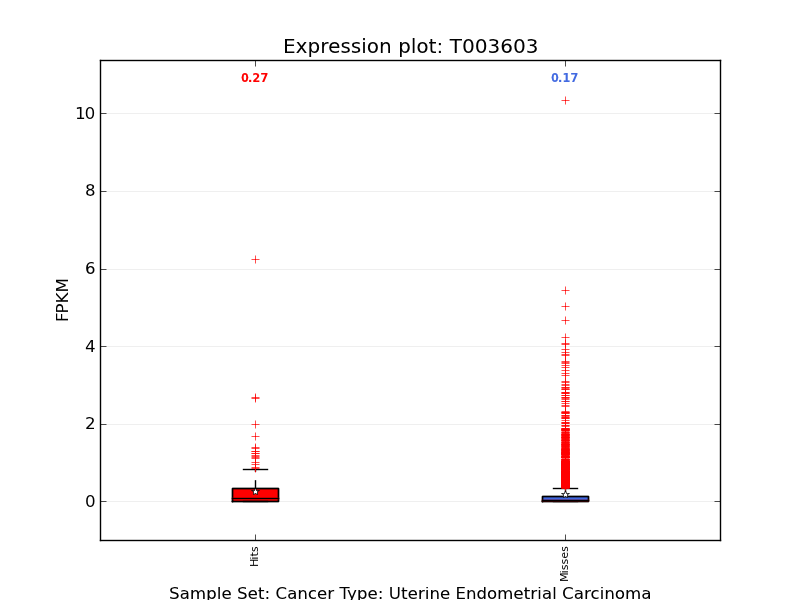 Expression plot: T003603
0.27
0.17
10
8
6
4
2
0
FPKM
Hits
Misses
Sample Set: Cancer Type: Uterine Endometrial Carcinoma